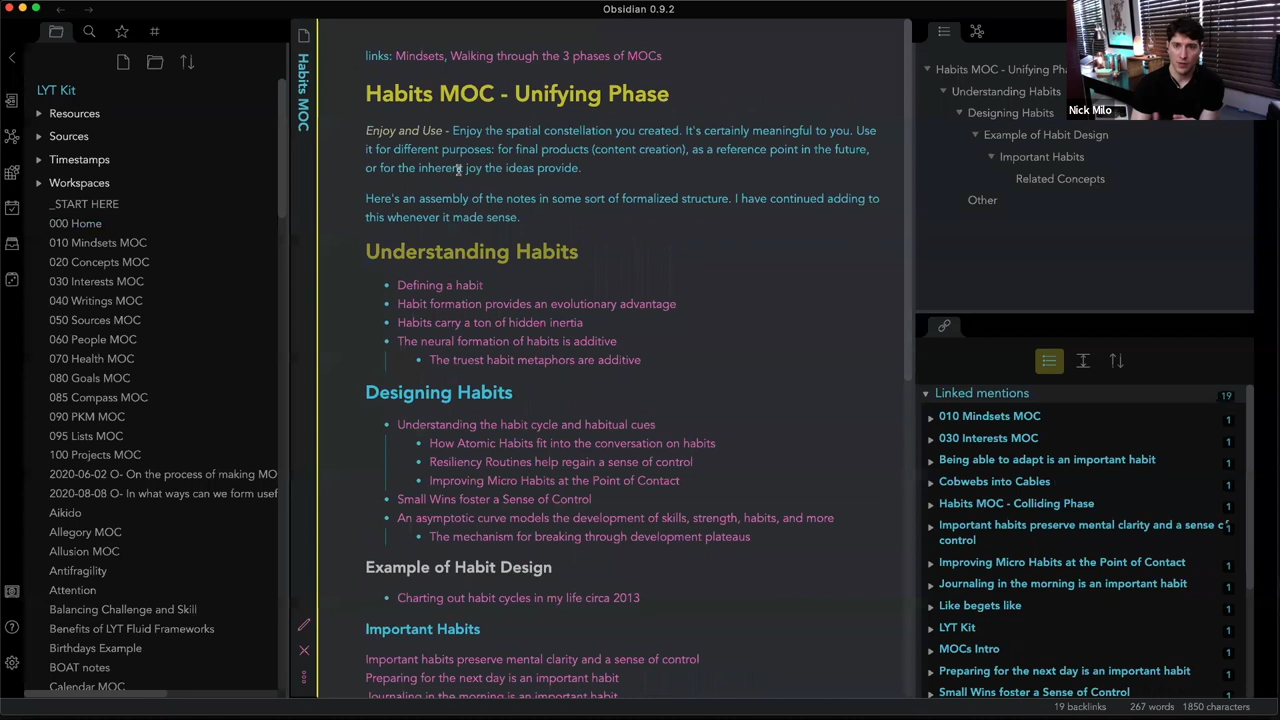 Obsidian 0.9.2
LYT Kit
Resources
Sources
Timestamps
Workspaces
_START HERE
000 Home
010 Mindsets MOC
020 Concepts MOC
030 Interests MOC
040 Writings MOC
050 Sources MOC
060 People MOC
070 Health MOC
080 Goals MOC
085 Compass MOC
090 PKM MOC
095 Lists MOC
100 Projects MOC
2020-06-02 O- On the process of making MO
2020-08-08 O- In what ways can we form usef
Aikido
Allegory MOC
Allusion MOC
Antifragility
Attention
Balancing Challenge and Skill
Benefits of LYT Fluid Frameworks
Birthdays Example
BOAT notes
Calendar MOC
Habits MOC
links: Mindsets, Walking through the 3 phases of MOCs
Habits MOC - Unifying Phase
Enjoy and Use - Enjoy the spatial constellation you created. It's certainly meaningful to you. Use
it for different purposes: for final products (content creation), as a reference point in the future,
or for the inherent joy the ideas provide.
Here's an assembly of the notes in some sort of formalized structure. I have continued adding to
this whenever it made sense.
Understanding Habits
• Defining a habit
• Habit formation provides an evolutionary advantage
• Habits carry a ton of hidden inertia
• The neural formation of habits is additive
• The truest habit metaphors are additive
Designing Habits
• Understanding the habit cycle and habitual cues
• How Atomic Habits fit into the conversation on habits
• Resiliency Routines help regain a sense of control
• Improving Micro Habits at the Point of Contact
• Small Wins foster a Sense of Control
• An asymptotic curve models the development of skills, strength, habits, and more
• The mechanism for breaking through development plateaus
Example of Habit Design
• Charting out habit cycles in my life circa 2013
Important Habits
Important habits preserve mental clarity and a sense of control
Preparing for the next day is an important habit
Journaling in the morning is an important habit
Habits MOC - Unifying Pha
Understanding Habits
Designing Habits
Example of Habit Design
Important Habits
Related Concepts
Other
Nick Milo
Linked mentions 19
010 Mindsets MOC 1
030 Interests MOC 1
Being able to adapt is an important habit 1
Cobwebs into Cables 1
Habits MOC - Colliding Phase 1
Important habits preserve mental clarity and a sense of 1
control
Improving Micro Habits at the Point of Contact 1
Journaling in the morning is an important habit 1
Like begets like 1
LYT Kit 1
MOCs Intro 1
Preparing for the next day is an important habit 1
Small Wins foster a Sense of Control 1
19 backlinks 267 words 1850 characters